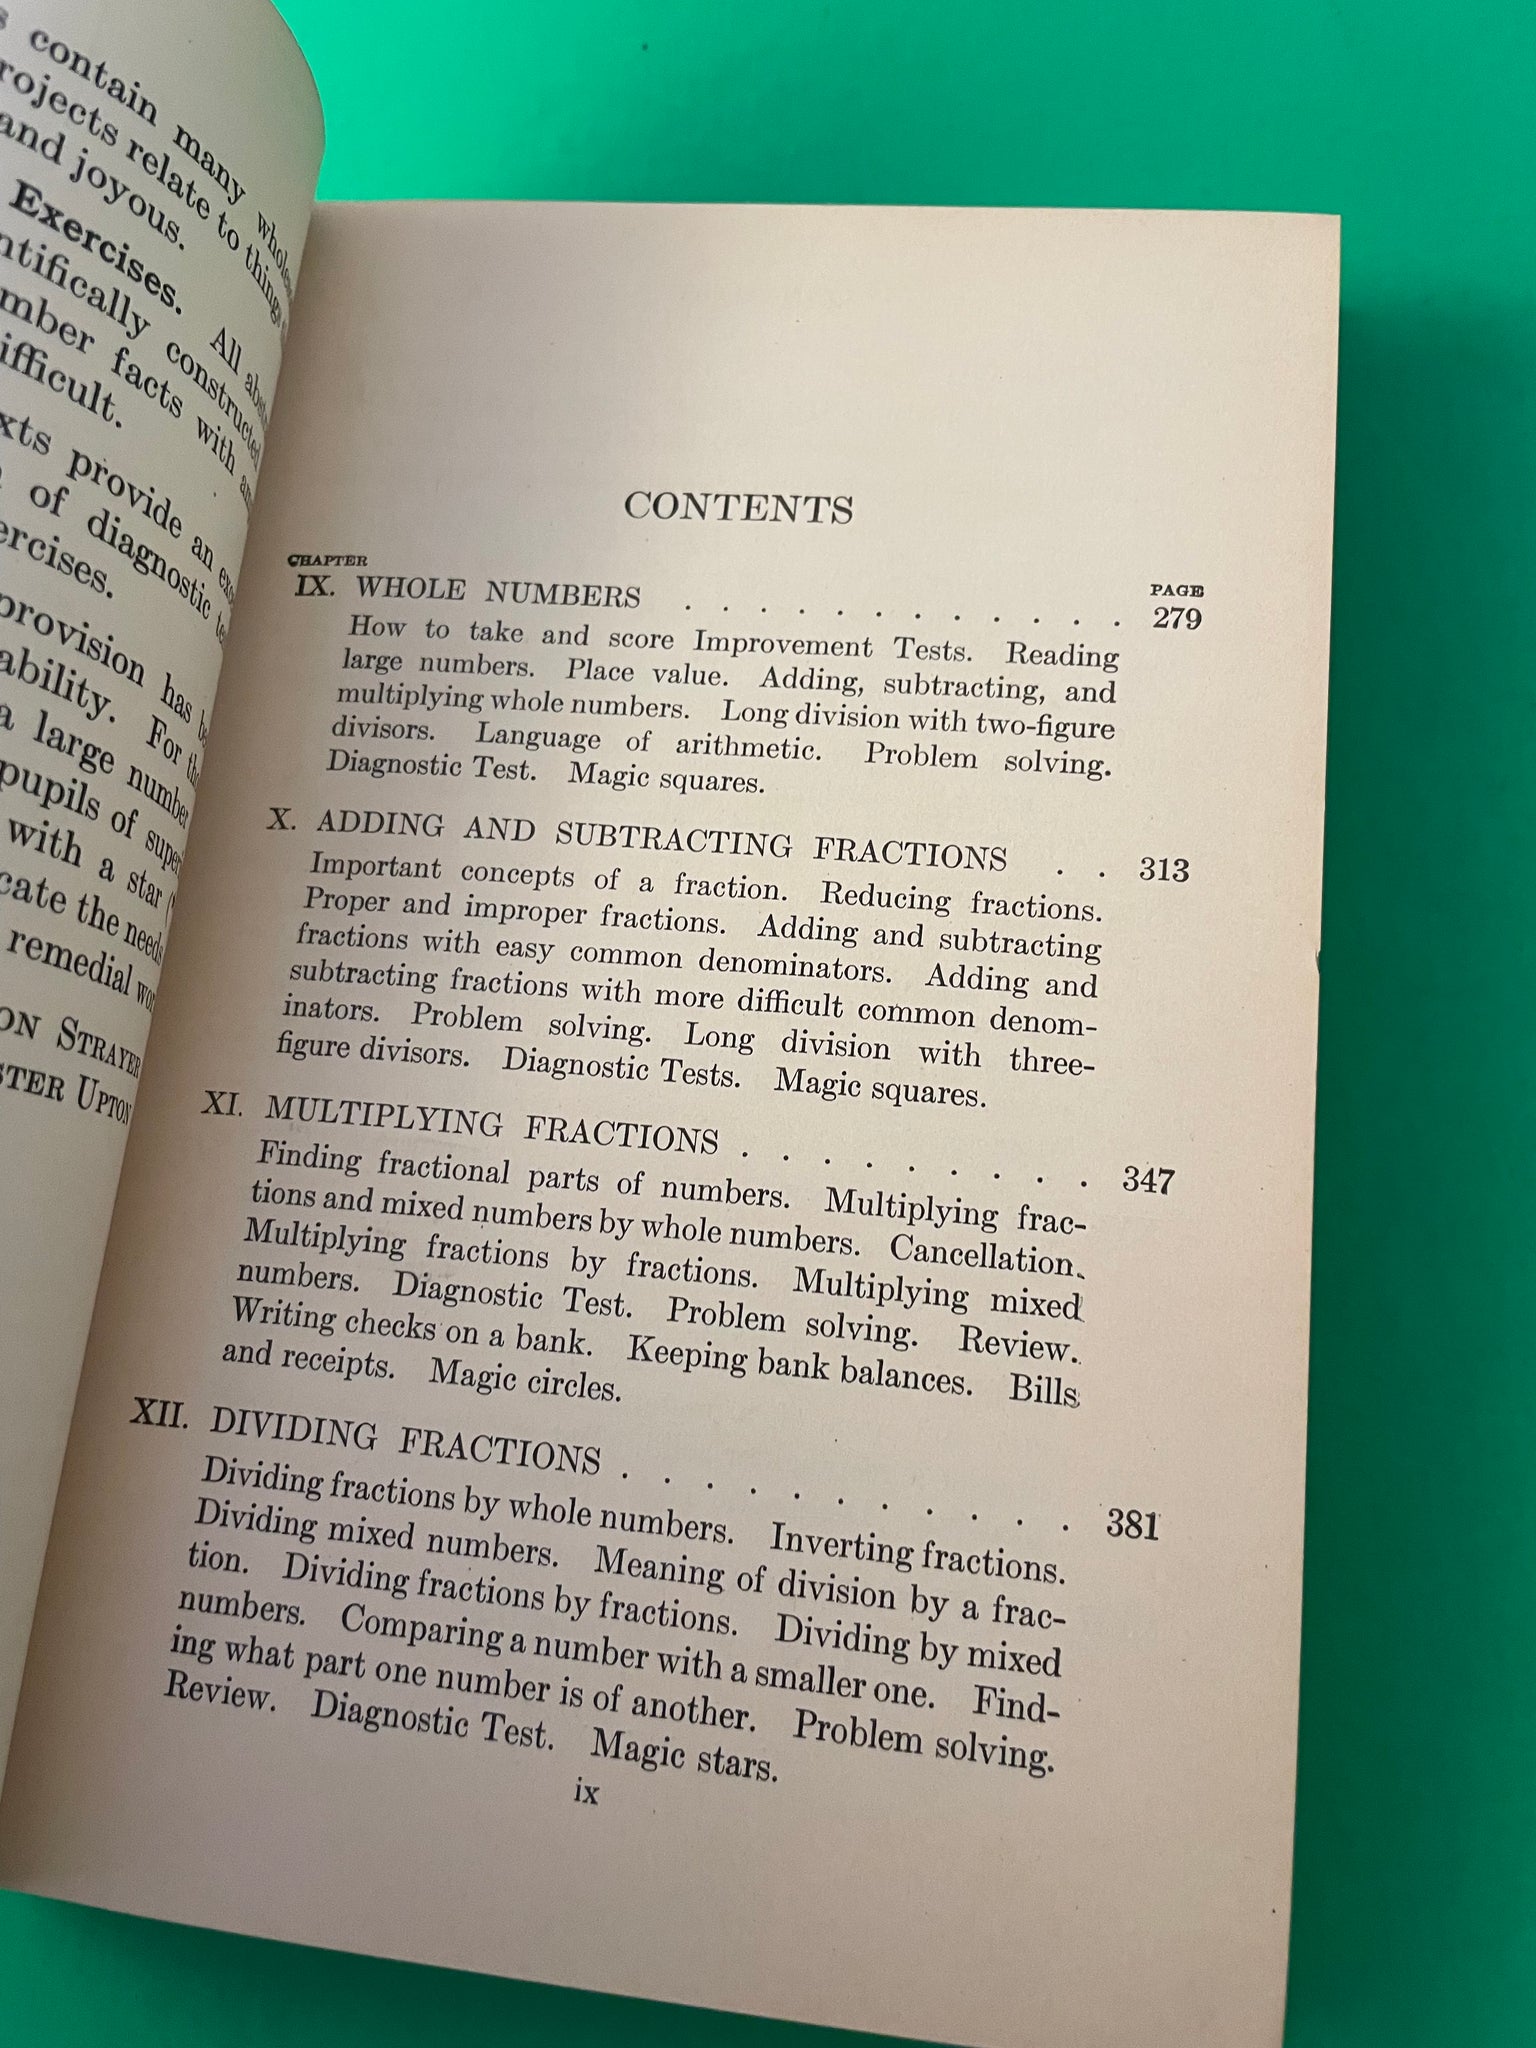 contain many
rojects relate to things
and joyous.
Exercises. All
ntifically constructed
mber facts with
ifficult.
xts provide an
of diagnostic
ercises.
provision has
ability. For
a large number
pupils of
with a star
cate the needs
remedial
ON STRAYER
STER UPTON
CONTENTS
CHAPTER PAGE
IX. WHOLE NUMBERS . . . . . . . . . . . . 279
How to take and score Improvement Tests. Reading
large numbers. Place value. Adding, subtracting, and
multiplying whole numbers. Long division with two-figure
divisors. Language of arithmetic. Problem solving.
Diagnostic Test. Magic squares.
X. ADDING AND SUBTRACTING FRACTIONS . . 313
Important concepts of a fraction. Reducing fractions.
Proper and improper fractions. Adding and subtracting
fractions with easy common denominators. Adding and
subtracting fractions with more difficult common denom-
inators. Problem solving. Long division with three-
figure divisors. Diagnostic Tests. Magic squares.
XI. MULTIPLYING FRACTIONS . . . . . . . . . 347
Finding fractional parts of numbers. Multiplying frac-
tions and mixed numbers by whole numbers. Cancellation.
Multiplying fractions by fractions. Multiplying mixed
numbers. Diagnostic Test. Problem solving. Review.
Writing checks on a bank. Keeping bank balances. Bills
and receipts. Magic circles.
XII. DIVIDING FRACTIONS . . . . . . . . . . . 381
Dividing fractions by whole numbers. Inverting fractions.
Dividing mixed numbers. Meaning of division by a frac-
tion. Dividing fractions by fractions. Dividing by mixed
numbers. Comparing a number with a smaller one. Find-
ing what part one number is of another. Problem solving.
Review. Diagnostic Test. Magic stars.
ix